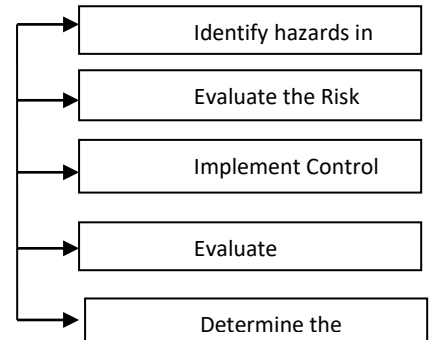 Identify hazards in
Evaluate the Risk
Implement Control
Evaluate
Determine the